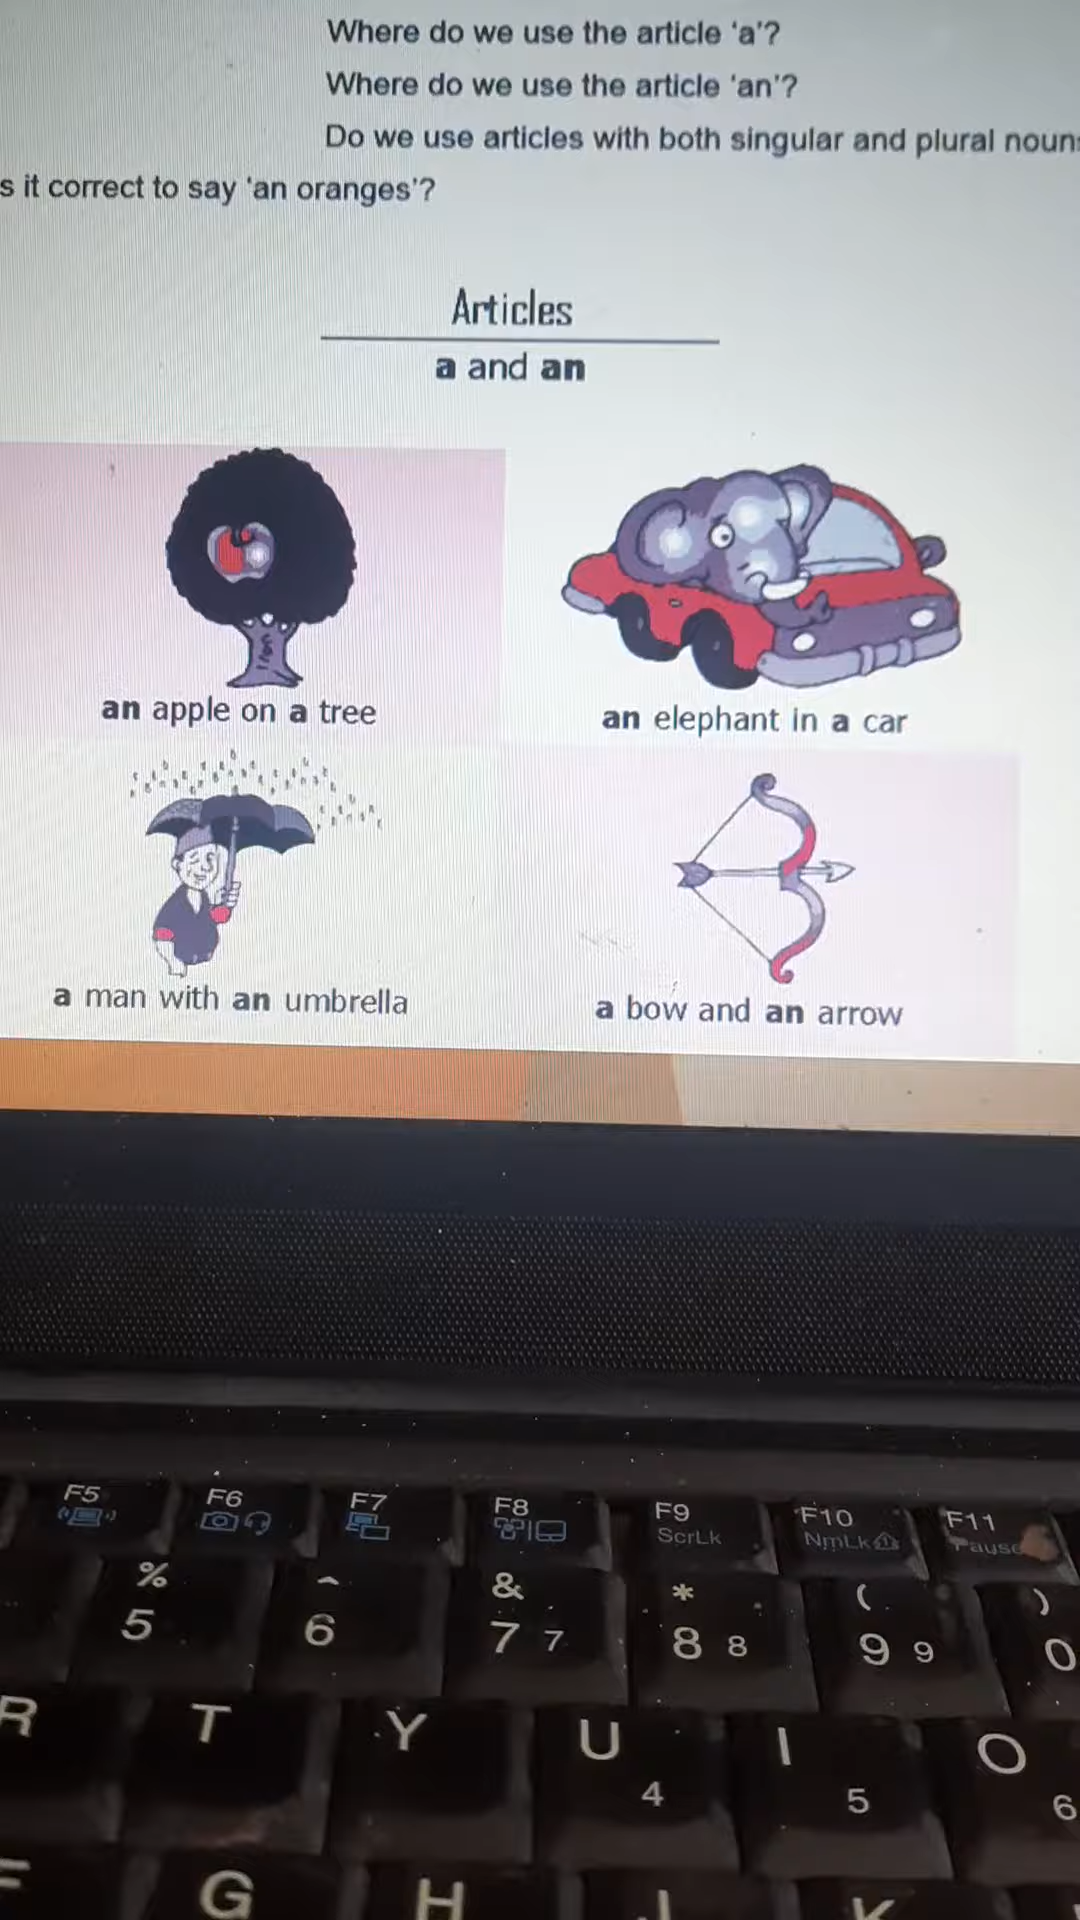 Where do we use the article ‘a’?
Where do we use the article ‘an’?
Do we use articles with both singular and plural
s it correct to say ‘an oranges’?
Articles
a and an
an apple on a tree
an elephant in a car
a man with an umbrella
a bow and an arrow
F5 F6 F7 F8 F9 F10 F11
ScrLk NmLk Pause
% ^ & * ( )
5 6 7 7 8 8 9 9 0
R T Y U I O
4 5 6
G H J K